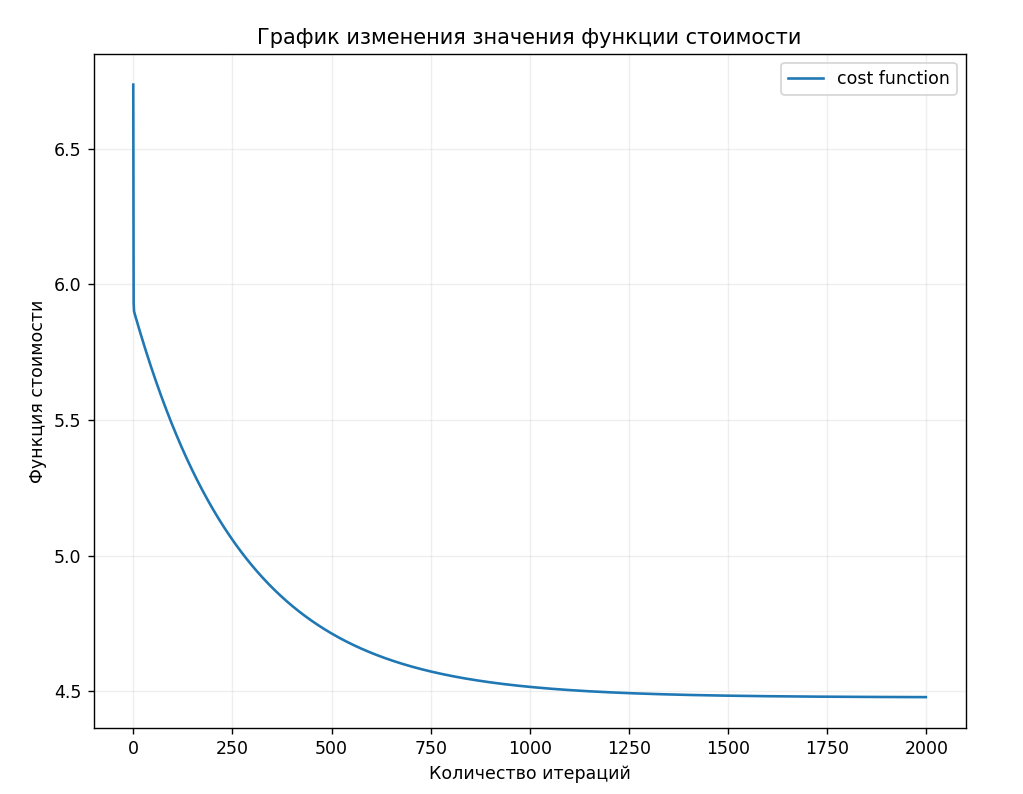 График изменения значения функции стоимости
cost function
6.5
6.0
5.5
5.0
4.5
Функция стоимости
0 250 500 750 1000 1250 1500 1750 2000
Количество итераций